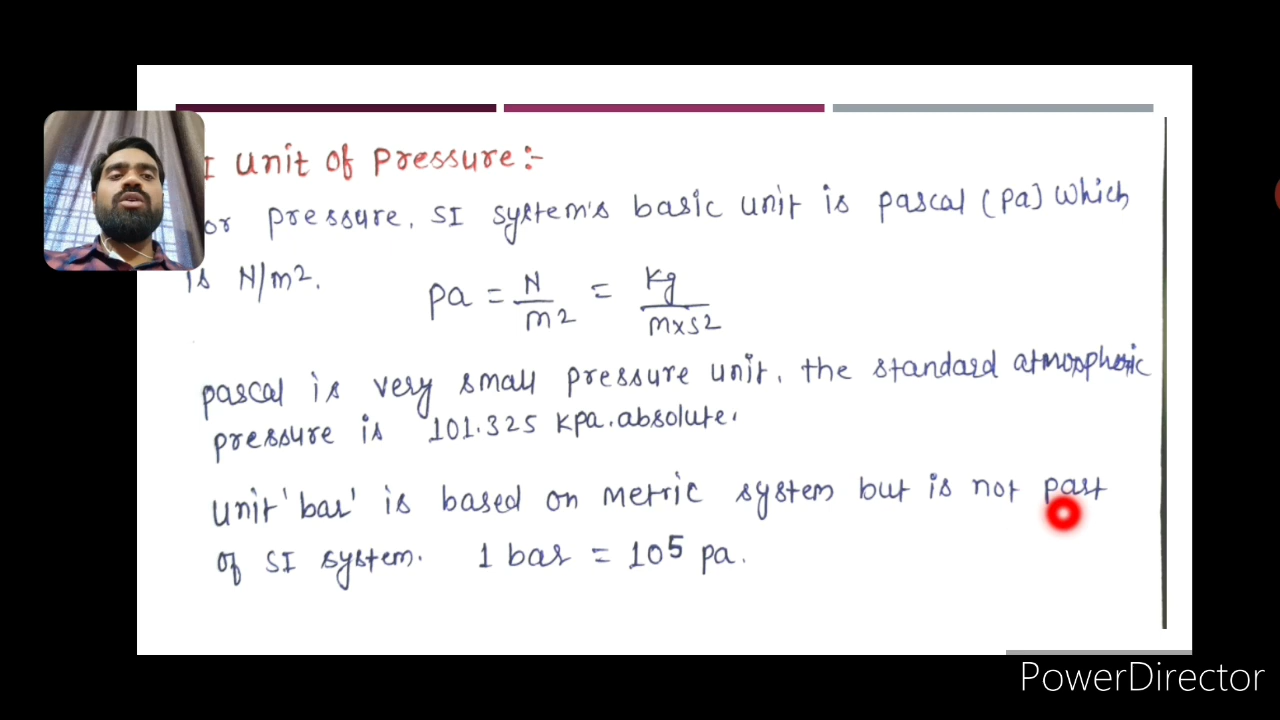 I unit of pressure:-
or pressure, SI system's basic unit is pascal (pa) which
is N/m2.
pa = N/m2 = kg/m×s2
pascal is very small pressure unit. the standard atmospheric
pressure is 101.325 kpa.absolute.
unit 'bar' is based on metric system but is not part
of SI system. 1 bar = 10⁵ pa.
PowerDirector